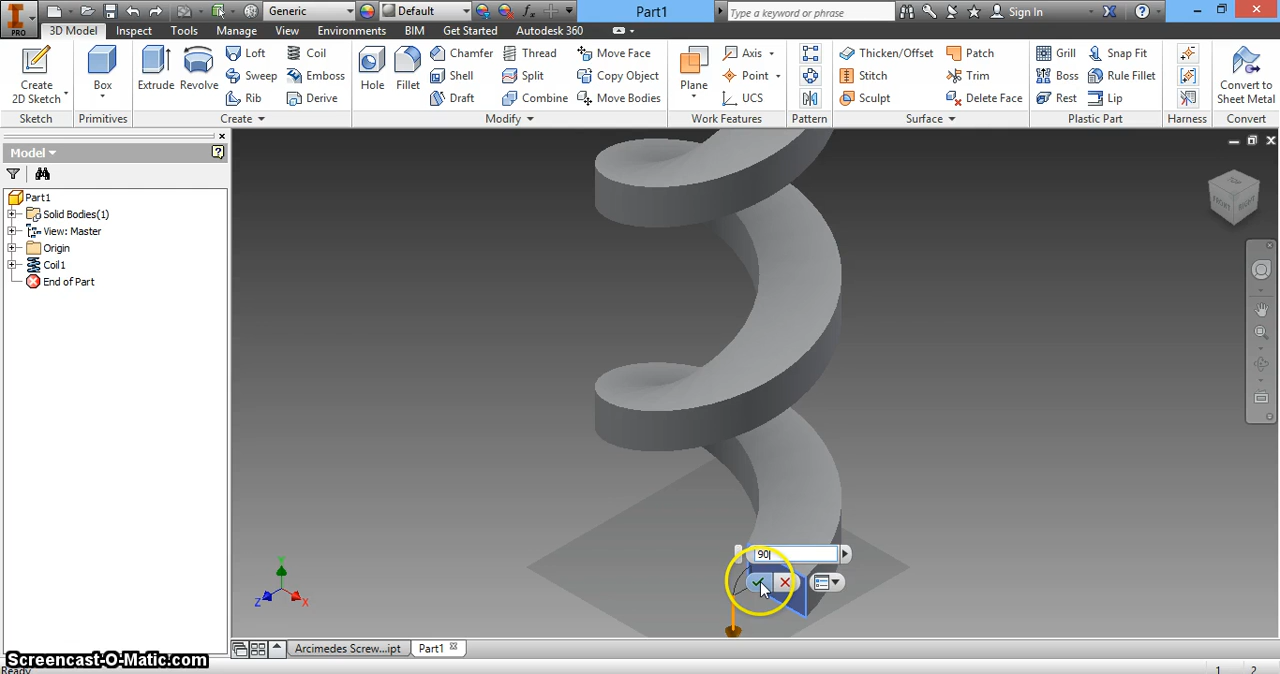 PRO
Generic
Default
Part1
Type a keyword or phrase
Sign In
3D Model
Inspect
Tools
Manage
View
Environments
BIM
Get Started
Autodesk 360
Create
2D Sketch
Sketch
Box
Primitives
Extrude
Revolve
Loft
Coil
Sweep
Emboss
Rib
Derive
Create
Hole
Fillet
Chamfer
Thread
Move Face
Shell
Split
Copy Object
Draft
Combine
Move Bodies
Modify
Plane
Axis
Point
UCS
Work Features
Pattern
Thicken/Offset
Patch
Stitch
Trim
Sculpt
Delete Face
Surface
Grill
Snap Fit
Boss
Rule Fillet
Rest
Lip
Plastic Part
Harness
Convert to
Sheet Metal
Convert
Model
Part1
Solid Bodies(1)
View: Master
Origin
Coil1
End of Part
TOP
FRONT
RIGHT
90
Y
Z
X
Arcimedes Screw....ipt
Part1
Screencast-O-Matic.com
Ready
1
2